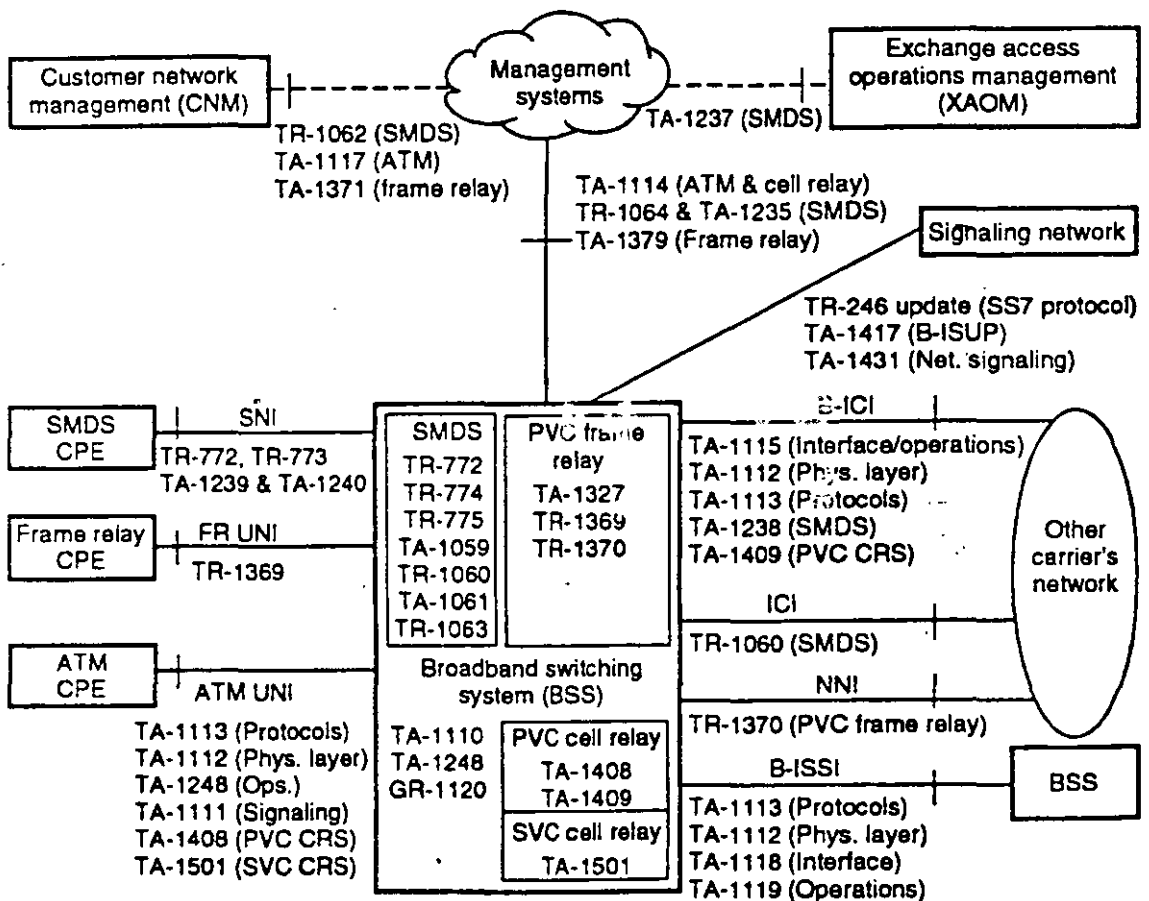 Customer network
management (CNM)
Management
systems
Exchange access
operations management
(XAOM)
TR-1062 (SMDS)
TA-1117 (ATM)
TA-1371 (frame relay)
TA-1237 (SMDS)
TA-1114 (ATM & cell relay)
TR-1064 & TA-1235 (SMDS)
TA-1379 (Frame relay)
Signaling network
TR-246 update (SS7 protocol)
TA-1417 (B-ISUP)
TA-1431 (Net. signaling)
SMDS
CPE
SNI
TR-772, TR-773
TA-1239 & TA-1240
Frame relay
CPE
FR UNI
TR-1369
ATM
CPE
ATM UNI
TA-1113 (Protocols)
TA-1112 (Phys. layer)
TA-1248 (Ops.)
TA-1111 (Signaling)
TA-1408 (PVC CRS)
TA-1501 (SVC CRS)
SMDS
TR-772
TR-774
TR-775
TA-1059
TR-1060
TA-1061
TR-1063
PVC frame
relay
TA-1327
TR-1369
TR-1370
Broadband switching
system (BSS)
TA-1110
TA-1248
GR-1120
PVC cell relay
TA-1408
TA-1409
SVC cell relay
TA-1501
B-ICI
TA-1115 (Interface/operations)
TA-1112 (Phys. layer)
TA-1113 (Protocols)
TA-1238 (SMDS)
TA-1409 (PVC CRS)
ICI
TR-1060 (SMDS)
NNI
TR-1370 (PVC frame relay)
B-ISSI
TA-1113 (Protocols)
TA-1112 (Phys. layer)
TA-1118 (Interface)
TA-1119 (Operations)
Other
carrier's
network
BSS